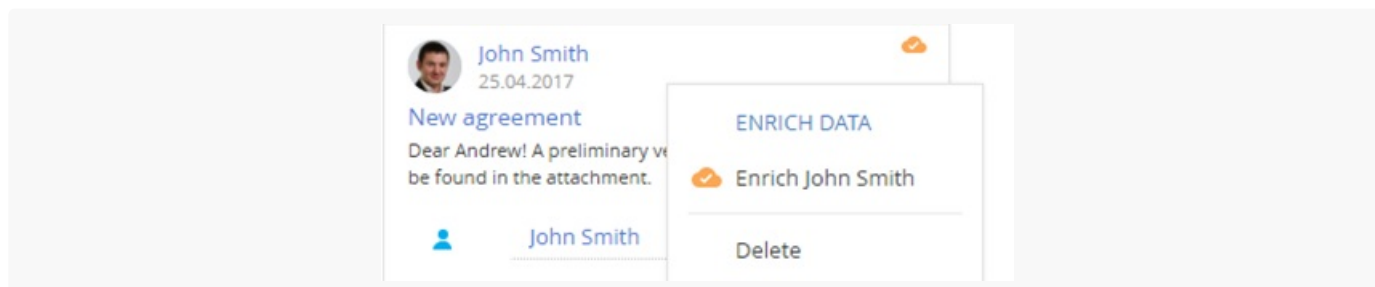 John Smith
25.04.2017
New agreement
Dear Andrew! A preliminary
be found in the attachment.
John Smith
ENRICH DATA
Enrich John Smith
Delete